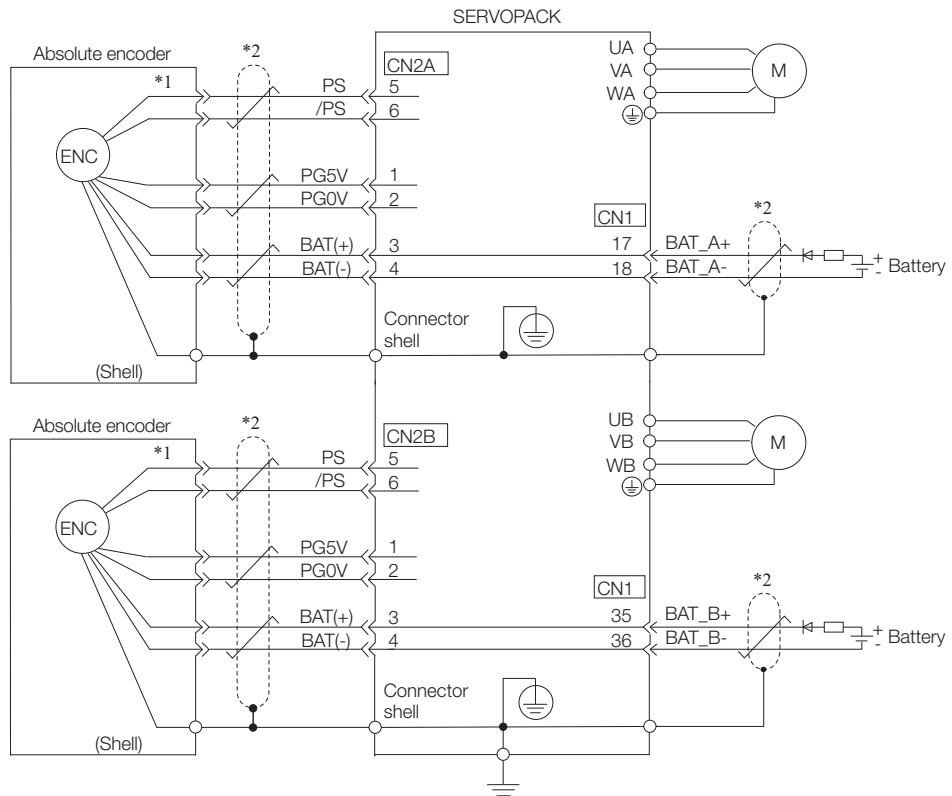 SERVOPACK
Absolute encoder
*2
*1
ENC
PS
/PS
PG5V
PG0V
BAT(+)
BAT(-)
CN2A
5
6
1
2
3
4
UA
VA
WA
M
CN1
17
18
BAT_A+
BAT_A-
*2
+
-
Battery
Connector
shell
(Shell)
Absolute encoder
*2
*1
ENC
PS
/PS
PG5V
PG0V
BAT(+)
BAT(-)
CN2B
5
6
1
2
3
4
UB
VB
WB
M
CN1
35
36
BAT_B+
BAT_B-
*2
+
-
Battery
Connector
shell
(Shell)